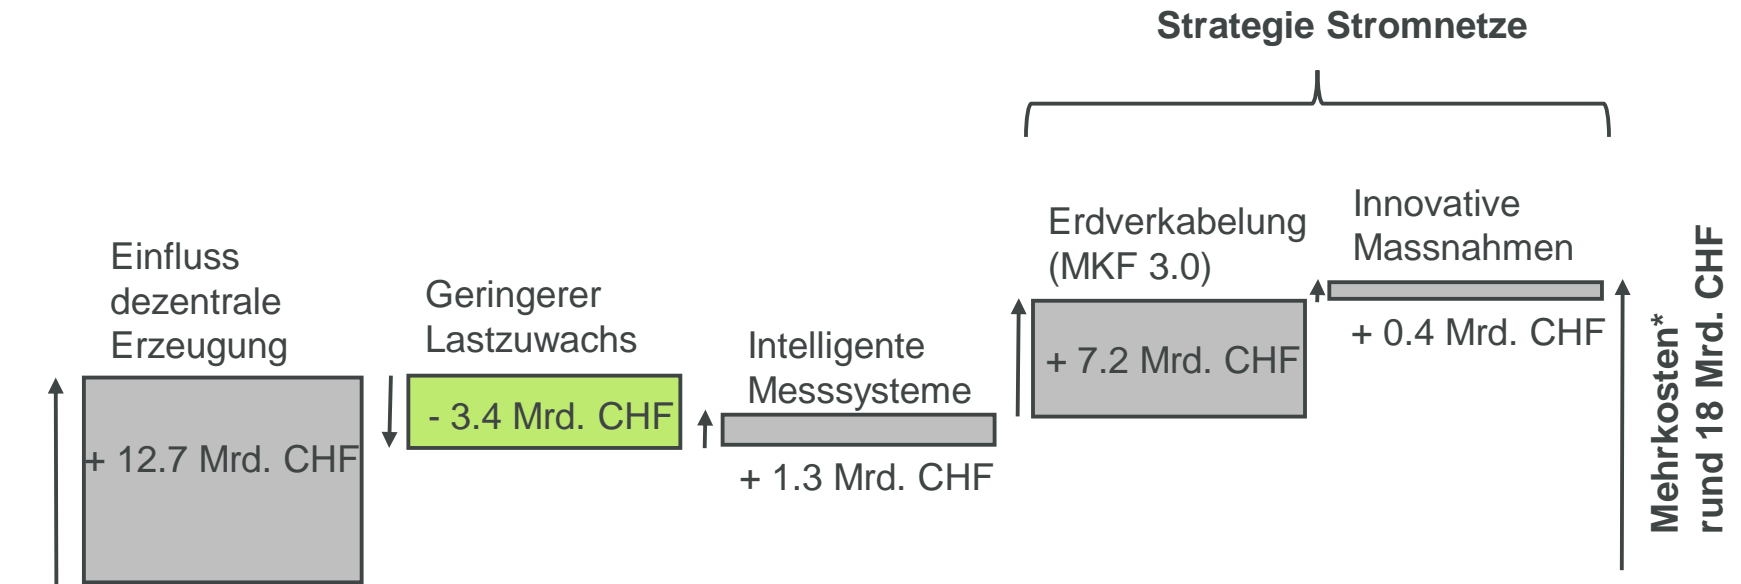 Strategie Stromnetze
Einfluss
dezentrale
Erzeugung
+ 12.7 Mrd. CHF
Geringerer
Lastzuwachs
- 3.4 Mrd. CHF
Intelligente
Messsysteme
+ 1.3 Mrd. CHF
Erdverkabelung
(MKF 3.0)
+ 7.2 Mrd. CHF
Innovative
Massnahmen
+ 0.4 Mrd. CHF
Mehrkosten*
rund 18 Mrd. CHF